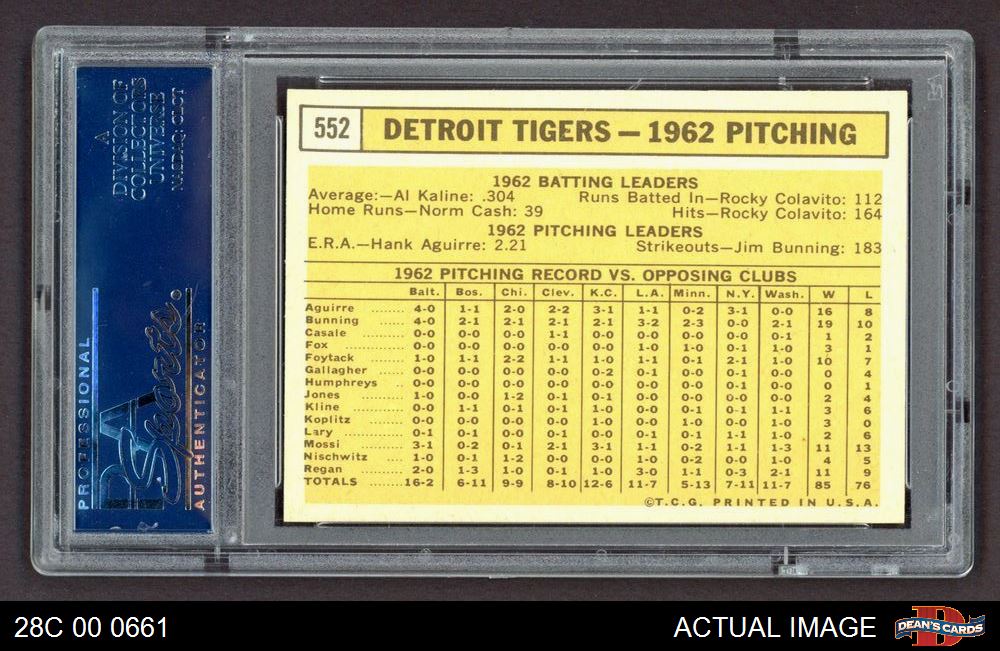 A
DIVISION OF
COLLECTORS
UNIVERSE
NASDAQ: CLCT
PROFESSIONAL
PSA
Sports
AUTHENTICATOR
552 DETROIT TIGERS — 1962 PITCHING
1962 BATTING LEADERS
Average:—Al Kaline: .304 Runs Batted In—Rocky Colavito: 112
Home Runs—Norm Cash: 39 Hits—Rocky Colavito: 164
1962 PITCHING LEADERS
E.R.A.—Hank Aguirre: 2.21 Strikeouts—Jim Bunning: 183
1962 PITCHING RECORD VS. OPPOSING CLUBS
Balt. Bos. Chi. Clev. K.C. L.A. Minn. N.Y. Wash. W L
Aguirre ........ 4-0 1-1 2-0 2-2 3-1 1-1 0-2 3-1 0-0 16 8
Bunning ........ 4-0 2-1 2-1 2-1 2-1 3-2 2-3 0-0 2-1 19 10
Casale ........ 0-0 0-0 0-0 1-1 0-0 0-0 0-0 0-0 0-1 1 2
Fox ........ 0-0 0-0 0-0 0-0 0-0 1-0 1-0 0-1 1-0 3 1
Foytack ........ 1-0 1-1 2-2 1-1 1-0 1-1 0-1 2-1 1-0 10 7
Gallagher ........ 0-0 0-0 0-0 0-0 0-2 0-1 0-1 0-0 0-0 0 4
Humphreys .. 0-0 0-0 0-0 0-0 0-0 0-0 0-0 0-1 0-0 0 1
Jones ........ 1-0 0-0 1-2 0-1 0-1 0-0 0-0 0-0 0-0 2 4
Kline ........ 0-0 1-1 0-1 0-1 1-0 0-0 0-1 0-1 1-1 3 6
Koplitz ........ 0-0 0-0 1-0 0-0 1-0 0-0 0-0 0-0 1-0 3 0
Lary ........ 0-1 0-1 0-0 0-1 0-0 0-1 0-1 1-1 1-0 2 6
Mossi ........ 3-1 0-2 0-1 2-1 3-1 1-1 0-2 1-1 1-3 11 13
Nischwitz .... 1-0 0-1 1-2 0-0 0-0 1-0 0-2 0-0 1-0 4 5
Regan ........ 2-0 1-3 1-0 0-1 1-0 3-0 1-1 0-3 2-1 11 9
TOTALS ........ 16-2 6-11 9-9 8-10 12-6 11-7 5-13 7-11 11-7 85 76
©T.C.G. PRINTED IN U.S.A.
28C 00 0661 ACTUAL IMAGE
DEAN'S CARDS